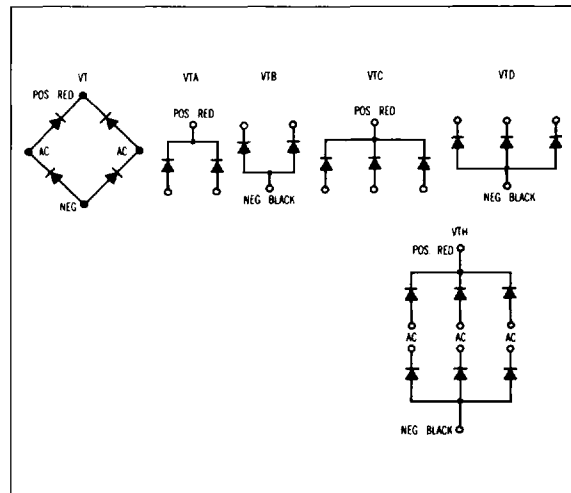 VT
VTA
VTB
VTC
VTD
POS RED
AC
AC
NEG
POS RED
NEG BLACK
POS RED
NEG BLACK
VTH
POS RED
AC
AC
AC
NEG BLACK